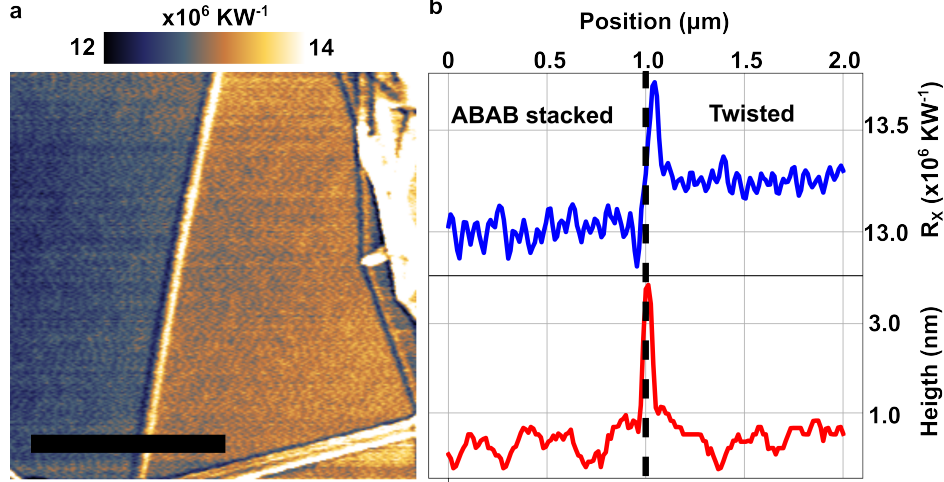 a
x10⁶ KW⁻¹
12 14
b
Position (µm)
0 0.5 1.0 1.5 2.0
ABAB stacked Twisted
13.5
13.0
Rₓ (x10⁶ KW⁻¹)
3.0
1.0
Heigth (nm)